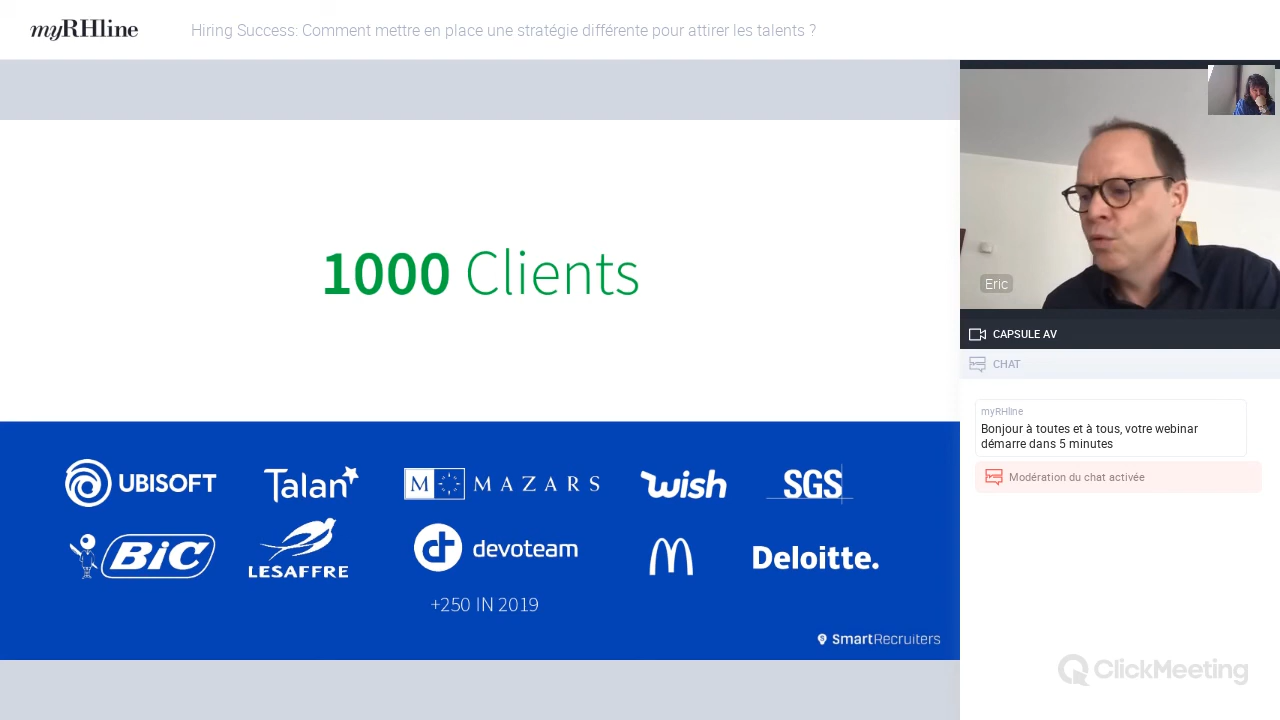 myRHline
Hiring Success: Comment mettre en place une stratégie différente pour attirer les talents ?
1000 Clients
UBISOFT
Talan
M MAZARS
wish
SGS
BiC
LESAFFRE
devoteam
Deloitte.
+250 IN 2019
SmartRecruiters
Eric
CAPSULE AV
CHAT
myRHline
Bonjour à toutes et à tous, votre webinar
démarre dans 5 minutes
Modération du chat activée
ClickMeeting